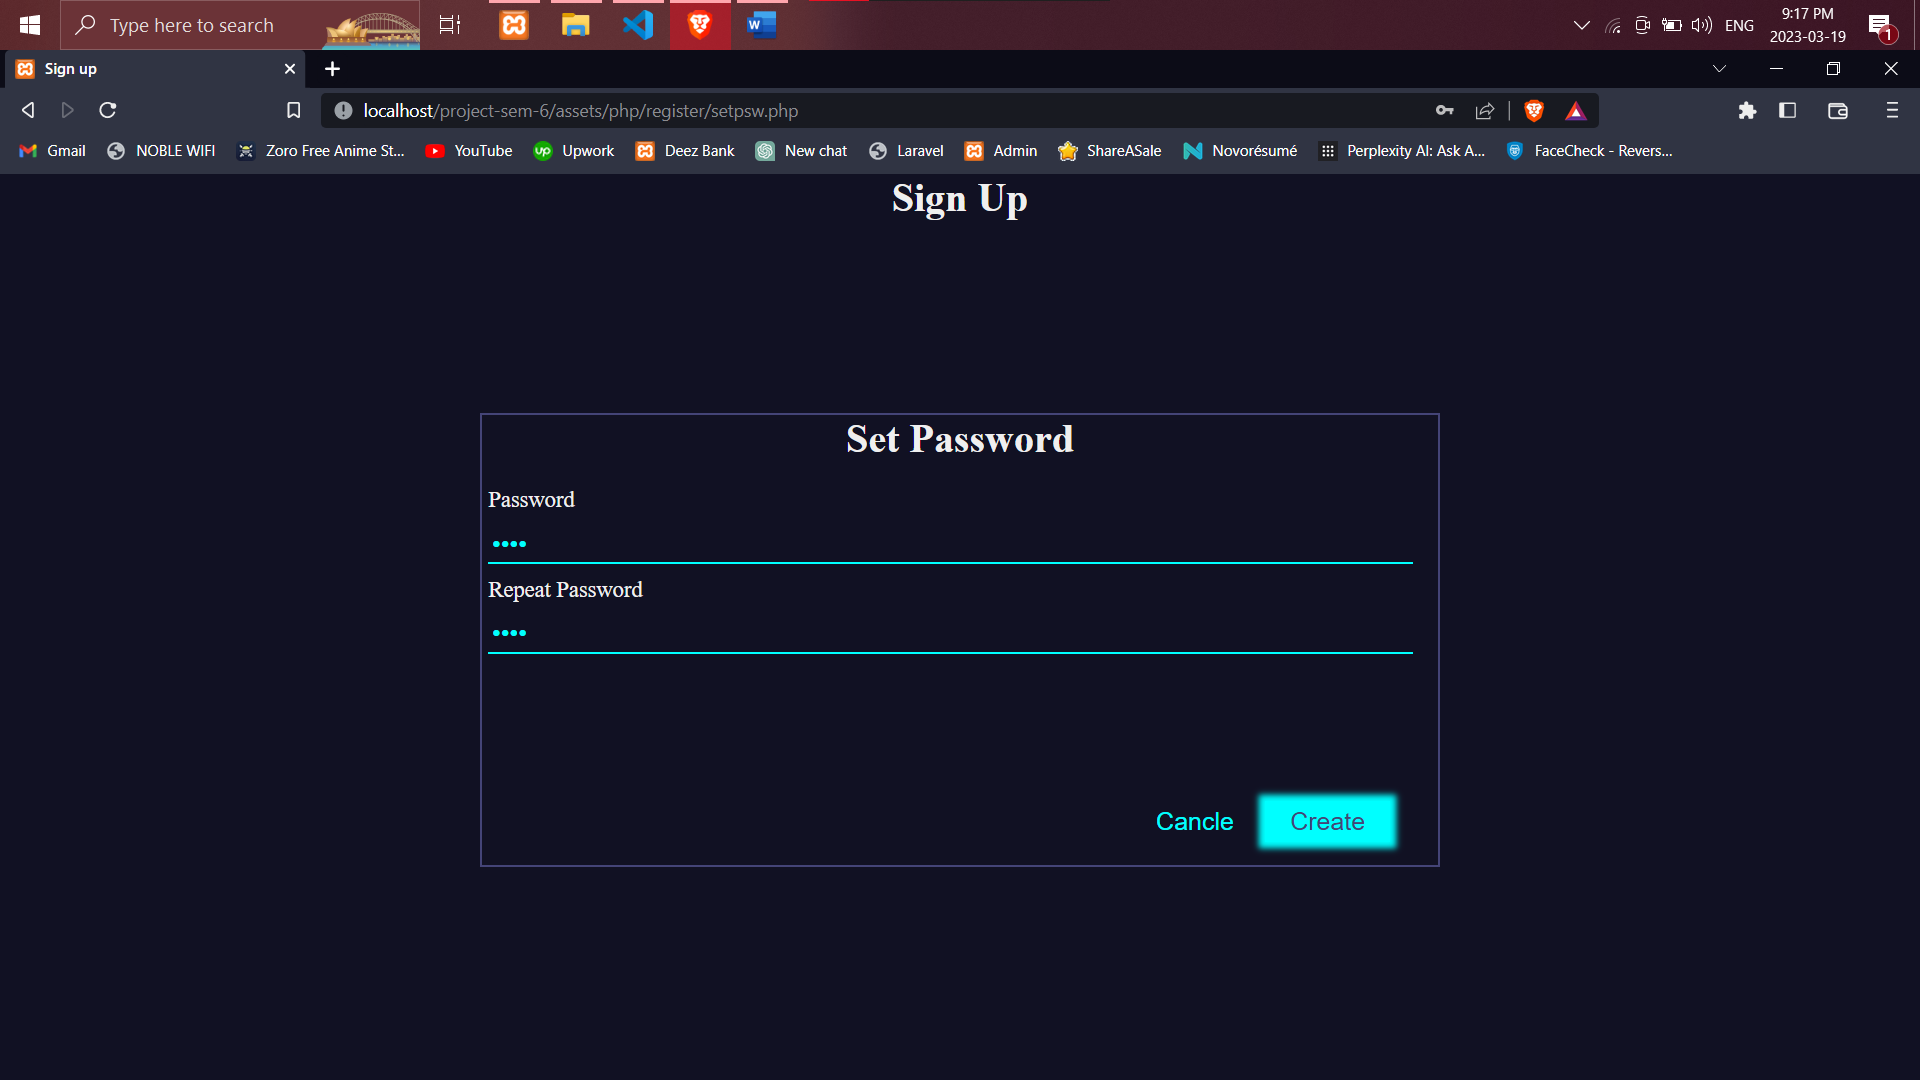 Type here to search
ENG
9:17 PM
2023-03-19
1
Sign up
localhost/project-sem-6/assets/php/register/setpsw.php
Gmail NOBLE WIFI Zoro Free Anime St... YouTube Upwork Deez Bank New chat Laravel Admin ShareASale Novorésumé Perplexity AI: Ask A... FaceCheck - Revers...
Sign Up
Set Password
Password
••••
Repeat Password
••••
Cancle Create